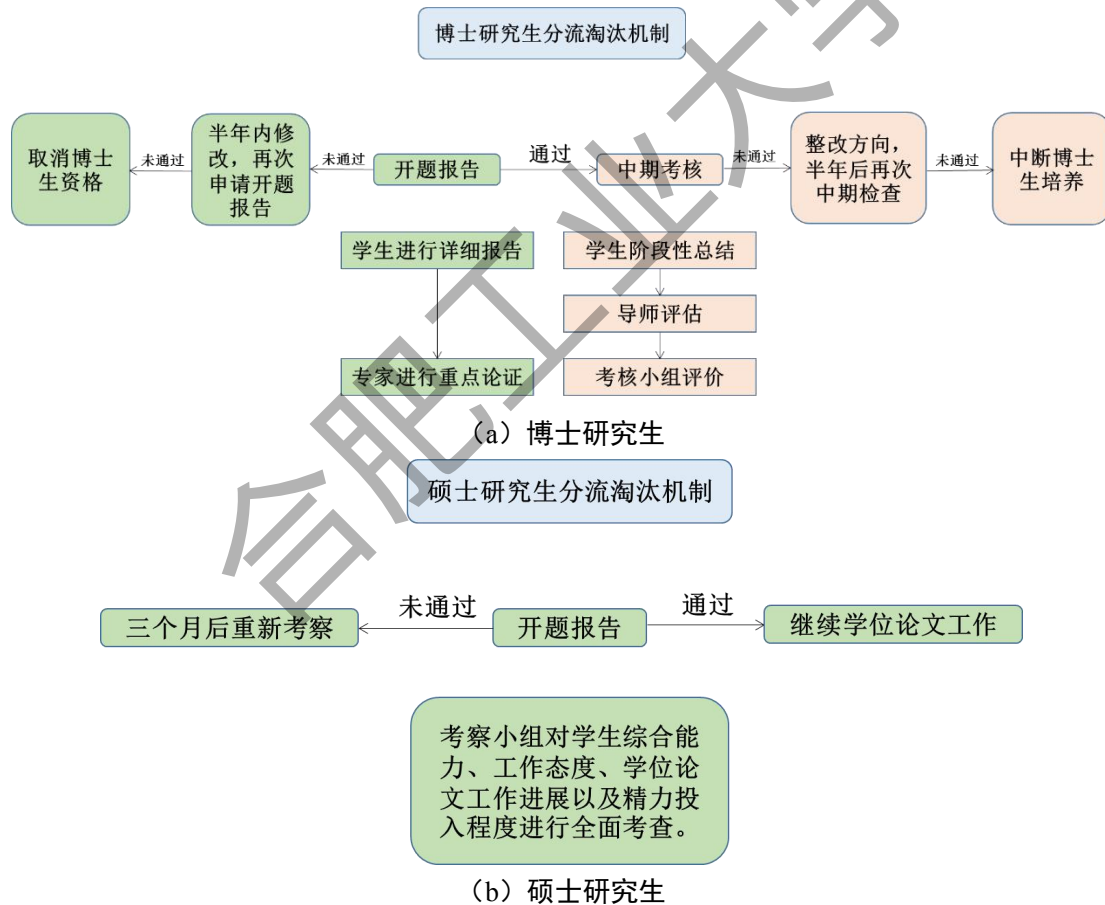 博士研究生分流淘汰机制
取消博士
生资格
未通过
半年内修
改，再次
申请开题
报告
未通过
开题报告
通过
中期考核
未通过
整改方向，
半年后再次
中期检查
未通过
中断博士
生培养
学生进行详细报告
专家进行重点论证
学生阶段性总结
导师评估
考核小组评价
（a）博士研究生
硕士研究生分流淘汰机制
三个月后重新考察
未通过
开题报告
通过
继续学位论文工作
考察小组对学生综合能
力、工作态度、学位论
文工作进展以及精力投
入程度进行全面考查。
（b）硕士研究生
合肥工业大学